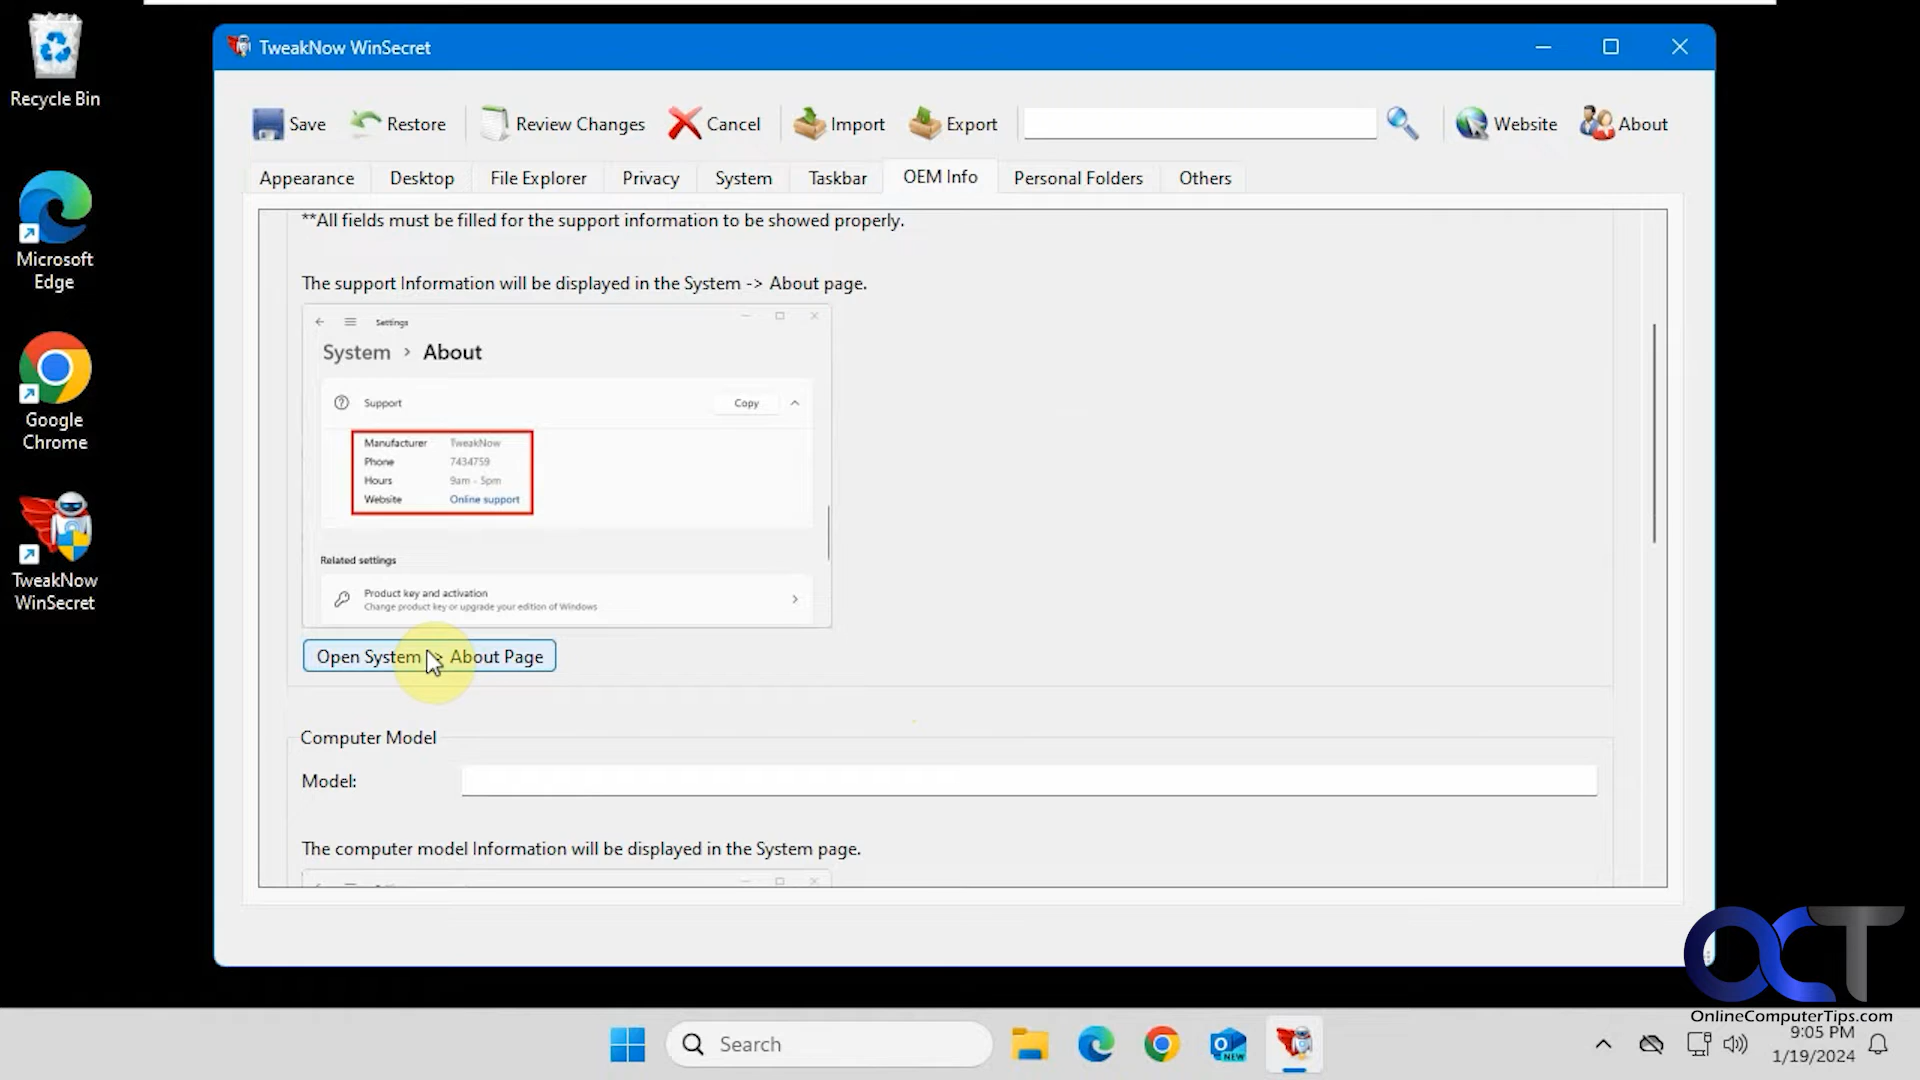 Recycle Bin
Microsoft
Edge
Google
Chrome
TweakNow
WinSecret
TweakNow WinSecret
Save Restore Review Changes Cancel Import Export Website About
Appearance Desktop File Explorer Privacy System Taskbar OEM Info Personal Folders Others
**All fields must be filled for the support information to be showed properly.
The support Information will be displayed in the System -> About page.
Settings
System > About
Support Copy
Manufacturer TweakNow
Phone 7434759
Hours 9am - 5pm
Website Online support
Related settings
Product key and activation
Change product key or upgrade your edition of Windows
Open System -> About Page
Computer Model
Model:
The computer model Information will be displayed in the System page.
OCT
OnlineComputerTips.com
Search
NEW
9:05 PM
1/19/2024